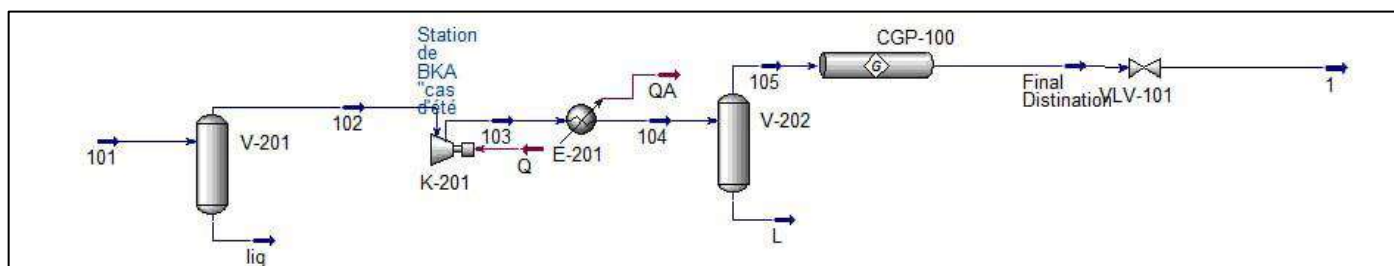 Station
de
BKA
"cas
d'été
CGP-100
G
105
QA
Final
Distination
VLV-101
1
102
101
V-201
103
104
E-201
Q
K-201
V-202
L
liq